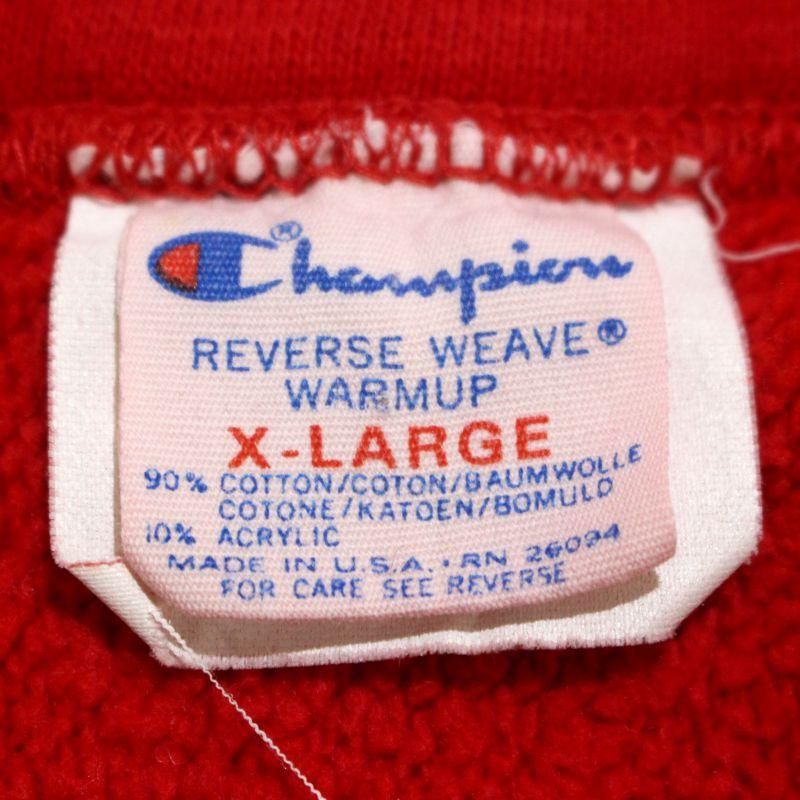 Champion®
REVERSE WEAVE®
WARMUP
X-LARGE
90% COTTON/COTON/BAUMWOLLE
COTONE/KATOEN/BOMULD
10% ACRYLIC
MADE IN U.S.A. • RN 26094
FOR CARE SEE REVERSE